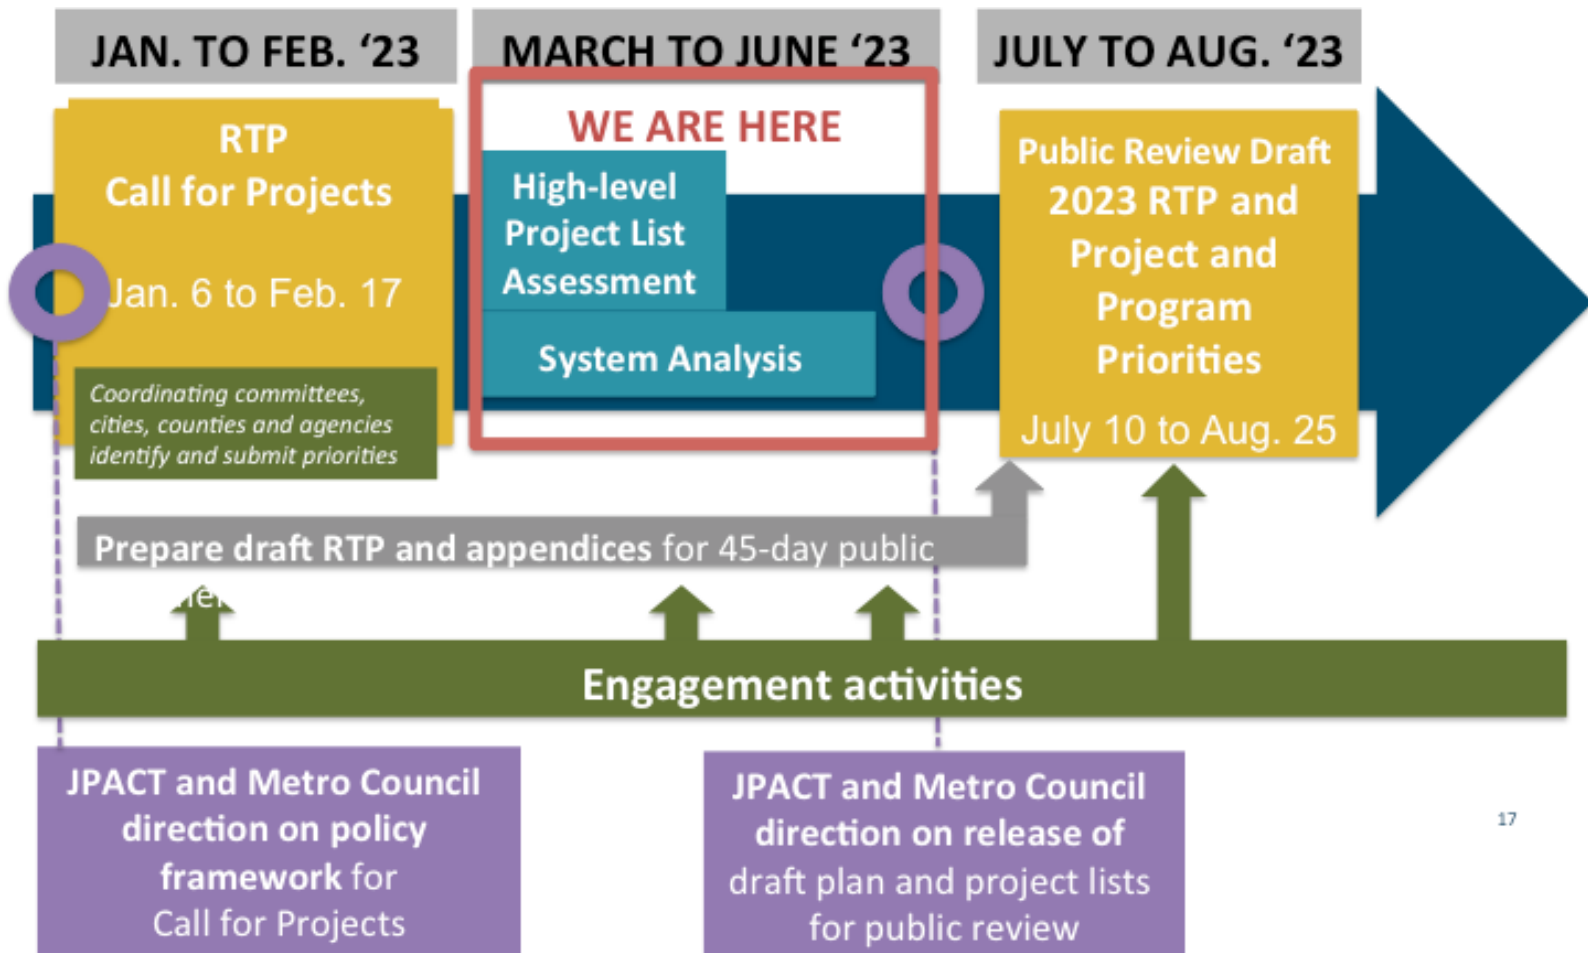 JAN. TO FEB. ‘23
MARCH TO JUNE ‘23
JULY TO AUG. ‘23
RTP
Call for Projects
Jan. 6 to Feb. 17
Coordinating committees,
cities, counties and agencies
identify and submit priorities
WE ARE HERE
High-level
Project List
Assessment
System Analysis
Public Review Draft
2023 RTP and
Project and
Program
Priorities
July 10 to Aug. 25
Prepare draft RTP and appendices for 45-day public
Engagement activities
JPACT and Metro Council
direction on policy
framework for
Call for Projects
JPACT and Metro Council
direction on release of
draft plan and project lists
for public review
17